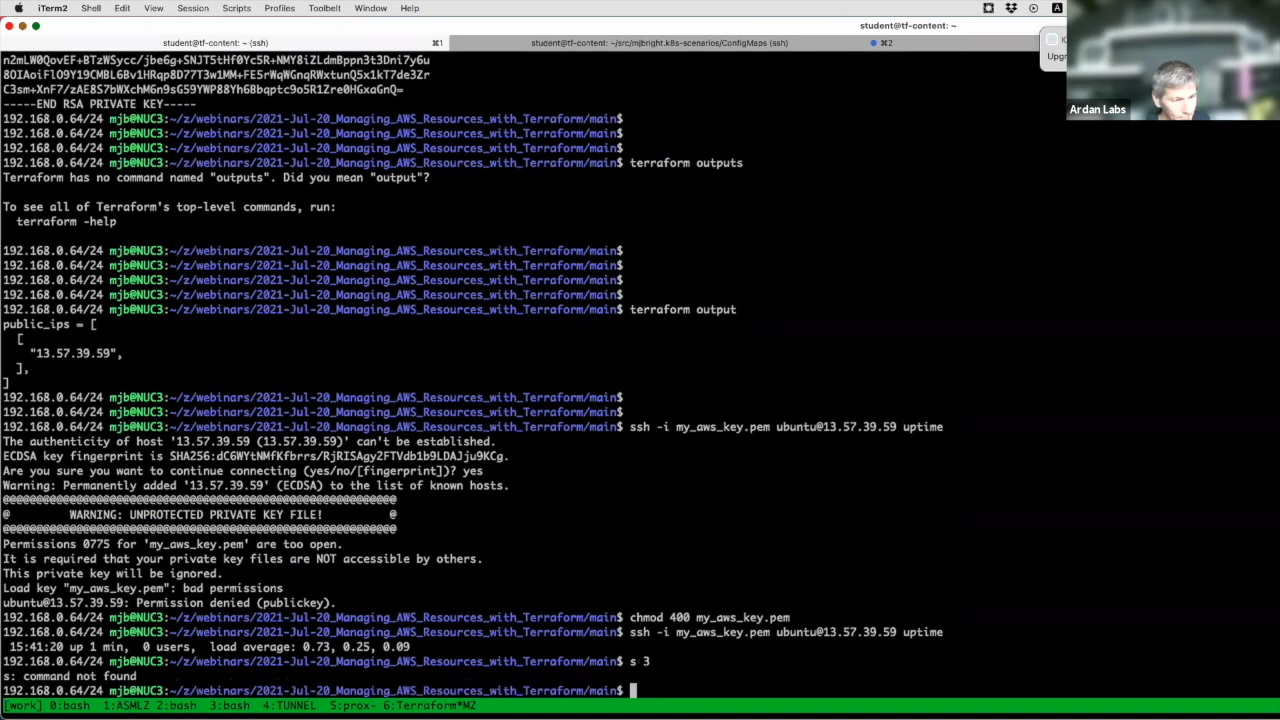 iTerm2 Shell Edit View Session Scripts Profiles Toolbelt Window Help
student@tf-content: ~ (ssh)
student@tf-content: ~ (ssh) ⌘1 student@tf-content: ~/src/mjbright.k8s-scenarios/ConfigMaps (ssh) ⌘2
Upgr
Ardan Labs
n2mLW0QovEF+BTzWSycc/jbe6g+SNJT5tHf0Yc5R+NMY8iZLdmBppn3t3Dni7y6u
8OIAoiFlO9Y19CMBL6Bv1HRqp8D77T3w1MM+FE5rWqWGnqRWxtunQ5x1kT7de3Zr
C3sm+XnF7/zAE8S7bWXchM6n9sG59YWP88Yh6Bbqptc9o5R1Zre0HGxaGnQ=
-----END RSA PRIVATE KEY-----
192.168.0.64/24 mjb@NUC3:~/z/webinars/2021-Jul-20_Managing_AWS_Resources_with_Terraform/main$
192.168.0.64/24 mjb@NUC3:~/z/webinars/2021-Jul-20_Managing_AWS_Resources_with_Terraform/main$
192.168.0.64/24 mjb@NUC3:~/z/webinars/2021-Jul-20_Managing_AWS_Resources_with_Terraform/main$
192.168.0.64/24 mjb@NUC3:~/z/webinars/2021-Jul-20_Managing_AWS_Resources_with_Terraform/main$ terraform outputs
Terraform has no command named "outputs". Did you mean "output"?
To see all of Terraform's top-level commands, run:
terraform -help
192.168.0.64/24 mjb@NUC3:~/z/webinars/2021-Jul-20_Managing_AWS_Resources_with_Terraform/main$
192.168.0.64/24 mjb@NUC3:~/z/webinars/2021-Jul-20_Managing_AWS_Resources_with_Terraform/main$
192.168.0.64/24 mjb@NUC3:~/z/webinars/2021-Jul-20_Managing_AWS_Resources_with_Terraform/main$
192.168.0.64/24 mjb@NUC3:~/z/webinars/2021-Jul-20_Managing_AWS_Resources_with_Terraform/main$
192.168.0.64/24 mjb@NUC3:~/z/webinars/2021-Jul-20_Managing_AWS_Resources_with_Terraform/main$ terraform output
public_ips = [
[
"13.57.39.59",
],
]
192.168.0.64/24 mjb@NUC3:~/z/webinars/2021-Jul-20_Managing_AWS_Resources_with_Terraform/main$
192.168.0.64/24 mjb@NUC3:~/z/webinars/2021-Jul-20_Managing_AWS_Resources_with_Terraform/main$
192.168.0.64/24 mjb@NUC3:~/z/webinars/2021-Jul-20_Managing_AWS_Resources_with_Terraform/main$ ssh -i my_aws_key.pem ubuntu@13.57.39.59 uptime
The authenticity of host '13.57.39.59 (13.57.39.59)' can't be established.
ECDSA key fingerprint is SHA256:dC6WYtNMfKfbrrs/RjRISAgy2FTVdb1b9LDAJju9KCg.
Are you sure you want to continue connecting (yes/no/[fingerprint])? yes
Warning: Permanently added '13.57.39.59' (ECDSA) to the list of known hosts.
@@@@@@@@@@@@@@@@@@@@@@@@@@@@@@@@@@@@@@@@@@@@@@@@@@@@@@@@@@@
@ WARNING: UNPROTECTED PRIVATE KEY FILE! @
@@@@@@@@@@@@@@@@@@@@@@@@@@@@@@@@@@@@@@@@@@@@@@@@@@@@@@@@@@@
Permissions 0775 for 'my_aws_key.pem' are too open.
It is required that your private key files are NOT accessible by others.
This private key will be ignored.
Load key "my_aws_key.pem": bad permissions
ubuntu@13.57.39.59: Permission denied (publickey).
192.168.0.64/24 mjb@NUC3:~/z/webinars/2021-Jul-20_Managing_AWS_Resources_with_Terraform/main$ chmod 400 my_aws_key.pem
192.168.0.64/24 mjb@NUC3:~/z/webinars/2021-Jul-20_Managing_AWS_Resources_with_Terraform/main$ ssh -i my_aws_key.pem ubuntu@13.57.39.59 uptime
15:41:20 up 1 min, 0 users, load average: 0.73, 0.25, 0.09
192.168.0.64/24 mjb@NUC3:~/z/webinars/2021-Jul-20_Managing_AWS_Resources_with_Terraform/main$ s 3
s: command not found
192.168.0.64/24 mjb@NUC3:~/z/webinars/2021-Jul-20_Managing_AWS_Resources_with_Terraform/main$
[work] 0:bash 1:ASMLZ 2:bash 3:bash 4:TUNNEL 5:prox- 6:Terraform*MZ